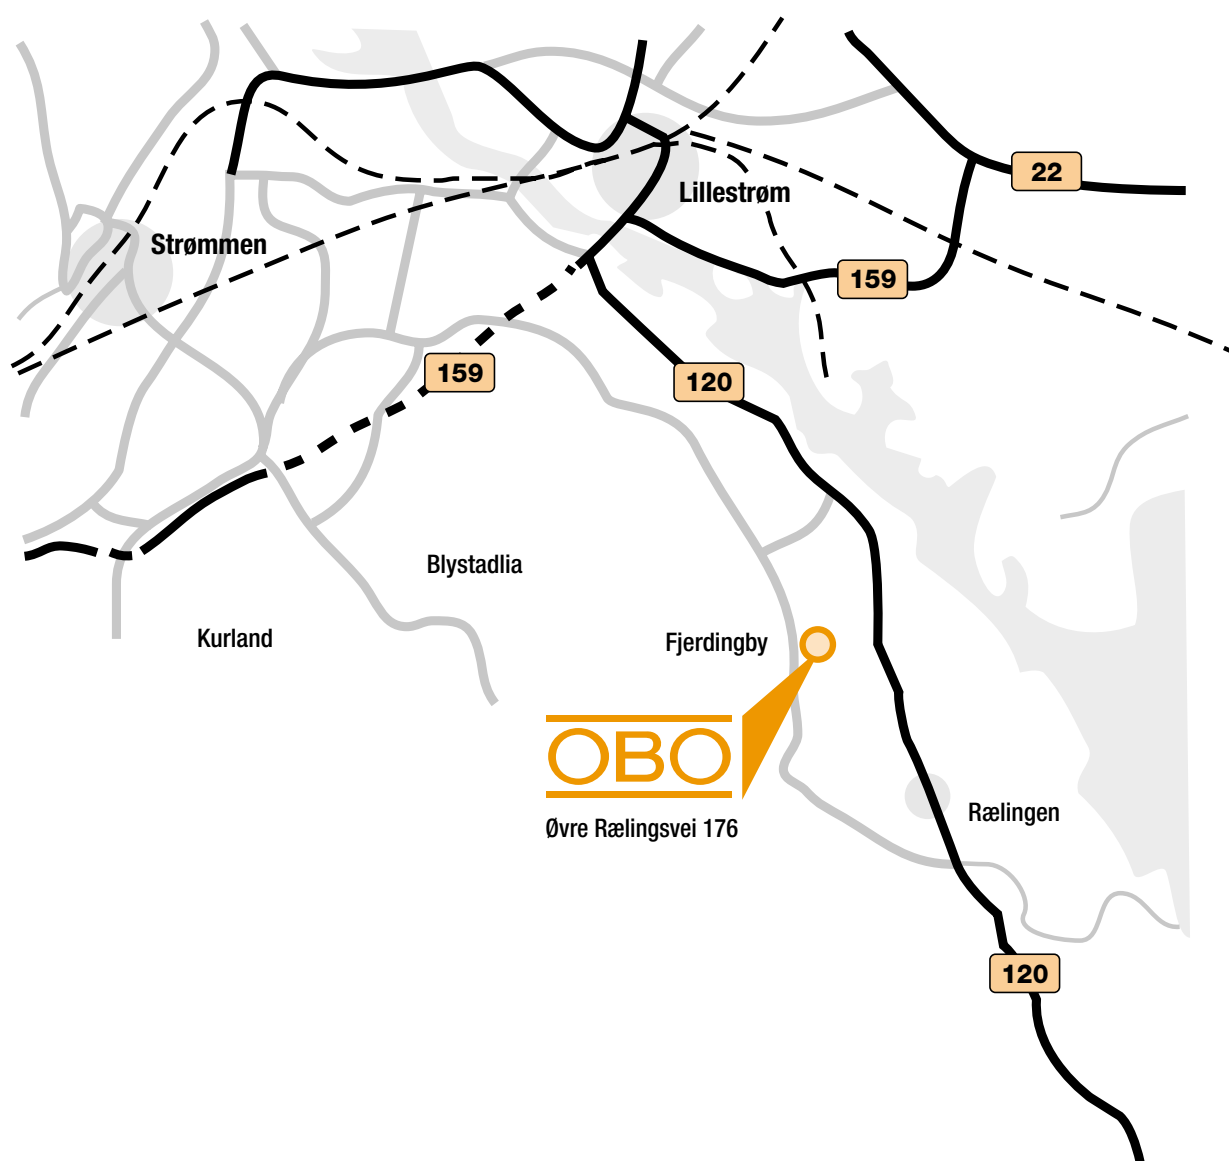 22
Lillestrøm
Strømmen
159
159
120
Blystadlia
Kurland
Fjerdingby
OBO
Øvre Rælingsvei 176
Rælingen
120